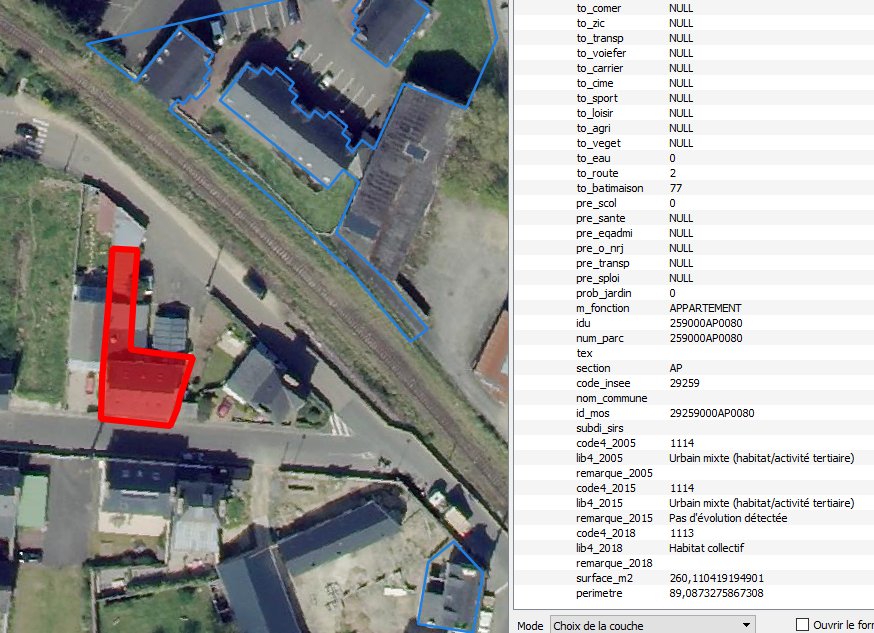 to_comer NULL
to_zic NULL
to_transp NULL
to_voiefer NULL
to_carrier NULL
to_cime NULL
to_sport NULL
to_loisir NULL
to_agri NULL
to_veget NULL
to_eau 0
to_route 2
to_batimaison 77
pre_scol 0
pre_sante NULL
pre_eqadmi NULL
pre_o_nrj NULL
pre_transp NULL
pre_sploi NULL
prob_jardin 0
m_fonction APPARTEMENT
idu 259000AP0080
num_parc 259000AP0080
tex
section AP
code_insee 29259
nom_commune
id_mos 29259000AP0080
subdi_sirs
code4_2005 1114
lib4_2005 Urbain mixte (habitat/activité tertiaire)
remarque_2005
code4_2015 1114
lib4_2015 Urbain mixte (habitat/activité tertiaire)
remarque_2015 Pas d'évolution détectée
code4_2018 1113
lib4_2018 Habitat collectif
remarque_2018
surface_m2 260,110419194901
perimetre 89,0873275867308
Mode Choix de la couche Ouvrir le for